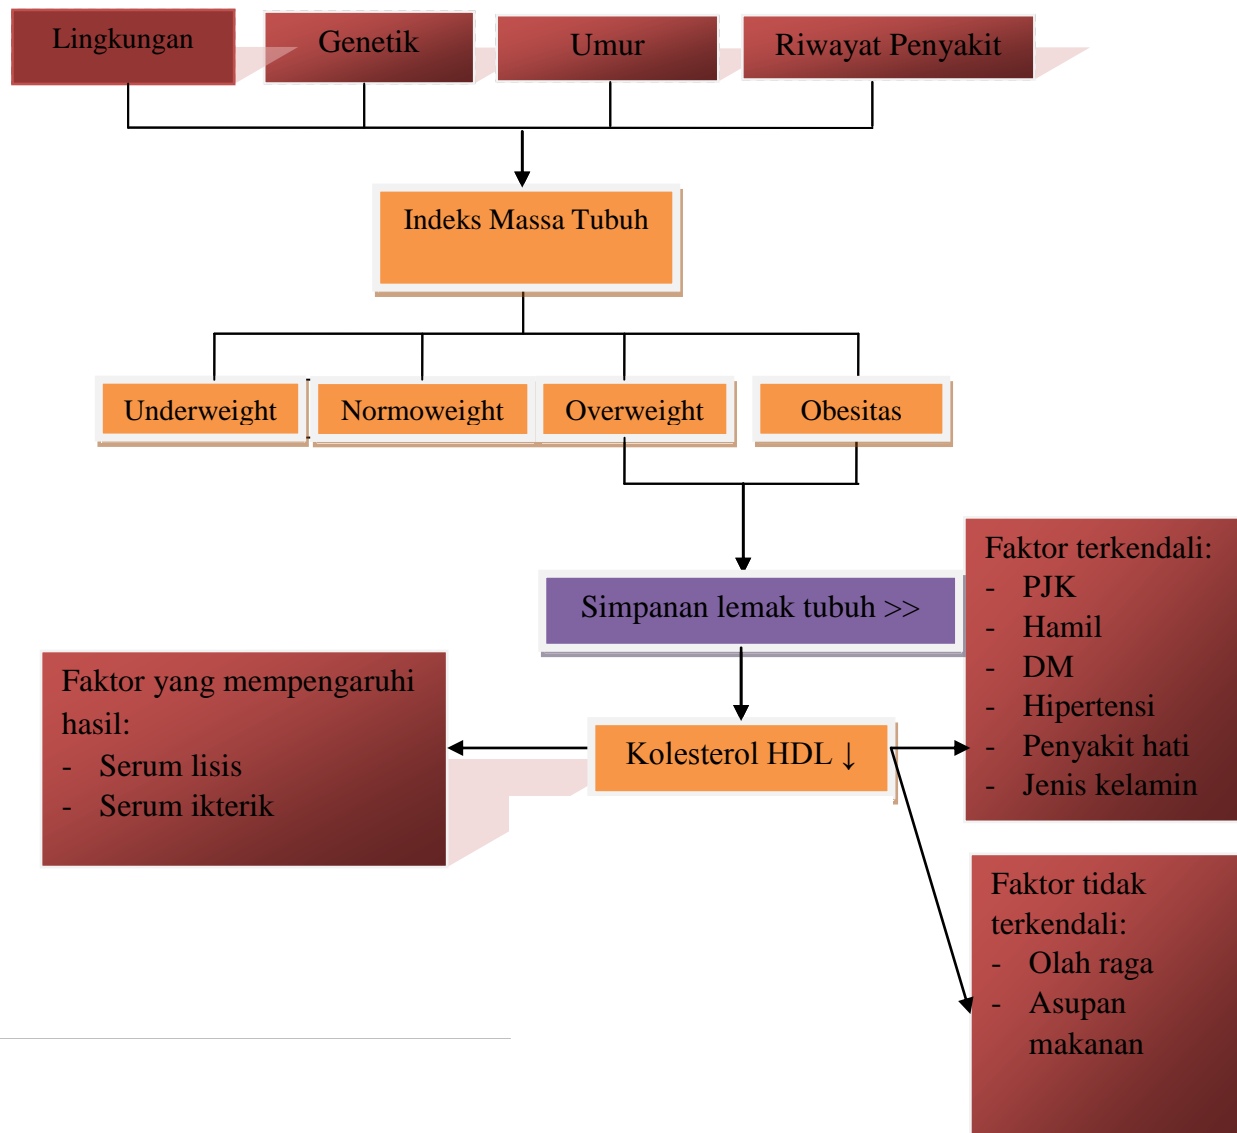 Lingkungan
Genetik
Umur
Riwayat Penyakit
Indeks Massa Tubuh
Underweight
Normoweight
Overweight
Obesitas
Simpanan lemak tubuh >>
Faktor terkendali:
- PJK
- Hamil
- DM
- Hipertensi
- Penyakit hati
- Jenis kelamin
Faktor yang mempengaruhi
hasil:
- Serum lisis
- Serum ikterik
Kolesterol HDL ↓
Faktor tidak
terkendali:
- Olah raga
- Asupan
makanan